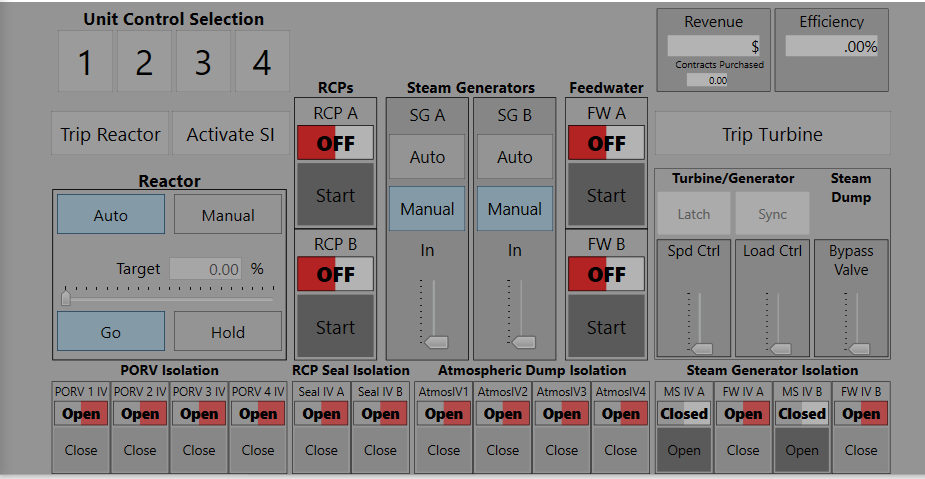 Unit Control Selection
1 2 3 4
Revenue
$
Contracts Purchased
0.00
Efficiency
.00%
Trip Reactor
Activate SI
RCPs
RCP A
OFF
Start
RCP B
OFF
Start
Steam Generators
SG A
Auto
Manual
In
SG B
Auto
Manual
In
Feedwater
FW A
OFF
Start
FW B
OFF
Start
Trip Turbine
Reactor
Auto
Manual
Target 0.00 %
Go
Hold
Turbine/Generator
Latch
Sync
Spd Ctrl
Load Ctrl
Steam
Dump
Bypass
Valve
PORV Isolation
PORV 1 IV
Open
Close
PORV 2 IV
Open
Close
PORV 3 IV
Open
Close
PORV 4 IV
Open
Close
RCP Seal Isolation
Seal IV A
Open
Close
Seal IV B
Open
Close
Atmospheric Dump Isolation
AtmosIV1
Open
Close
AtmosIV2
Open
Close
AtmosIV3
Open
Close
AtmosIV4
Open
Close
Steam Generator Isolation
MS IV A
Closed
Open
FW IV A
Open
Close
MS IV B
Closed
Open
FW IV B
Open
Close